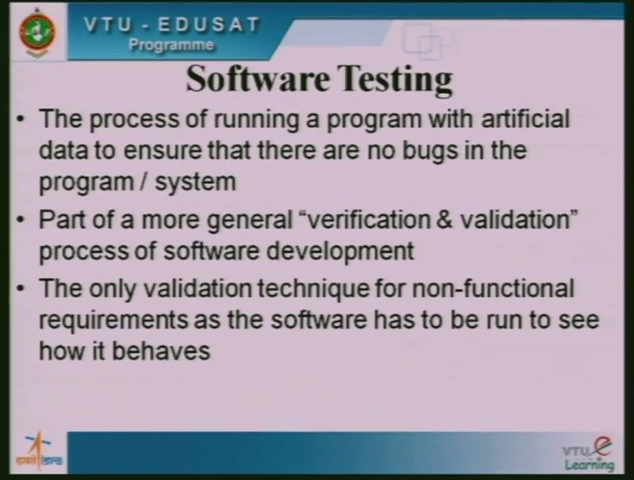 VTU - EDUSAT
Programme
Software Testing
• The process of running a program with artificial
data to ensure that there are no bugs in the
program / system
• Part of a more general “verification & validation”
process of software development
• The only validation technique for non-functional
requirements as the software has to be run to see
how it behaves
इसरो isro
VTU e
Learning